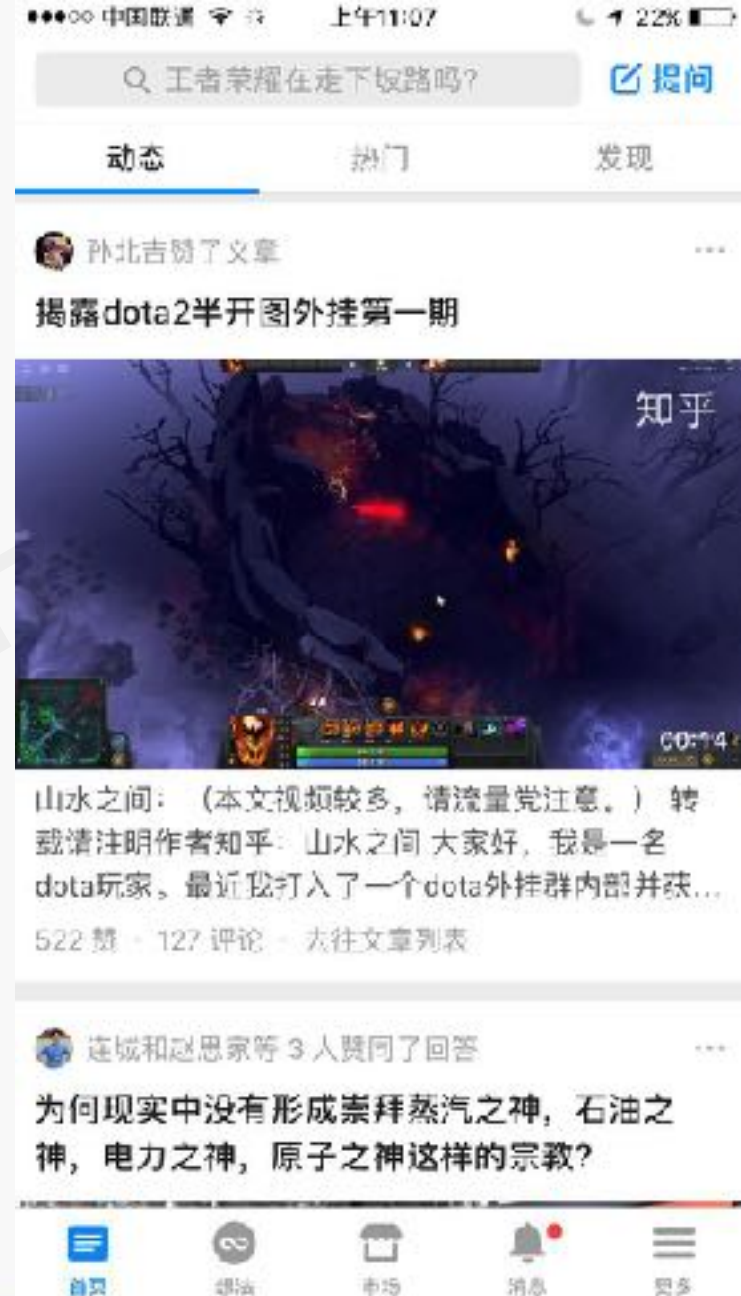 中国联通 上午11:07 22%
王者荣耀在走下坡路吗？ 提问
动态 热门 发现
孙北吉赞了文章
揭露dota2半开图外挂第一期
知乎
00:14
山水之间：（本文视频较多，请流量党注意。） 转
载请注明作者知乎：山水之间 大家好，我是一名
dota玩家。最近我打入了一个dota外挂群内部并获...
522 赞 · 127 评论 · 去往文章列表
连城和赵思家等 3 人赞同了回答
为何现实中没有形成崇拜蒸汽之神，石油之
神，电力之神，原子之神这样的宗教？
首页 想法 市场 消息 更多